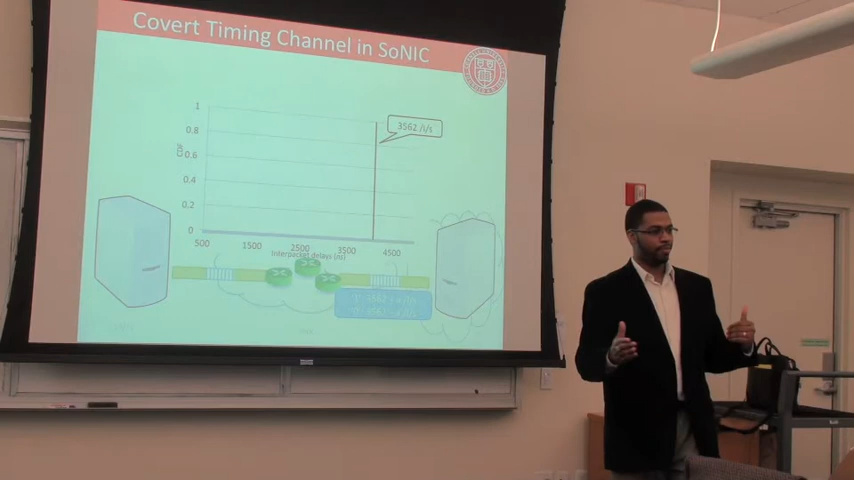 Covert Timing Channel in SoNIC
3562 /I/s
CDF
1
0.8
0.6
0.4
0.2
0
500 1500 2500 3500 4500
Interpacket delays (ns)